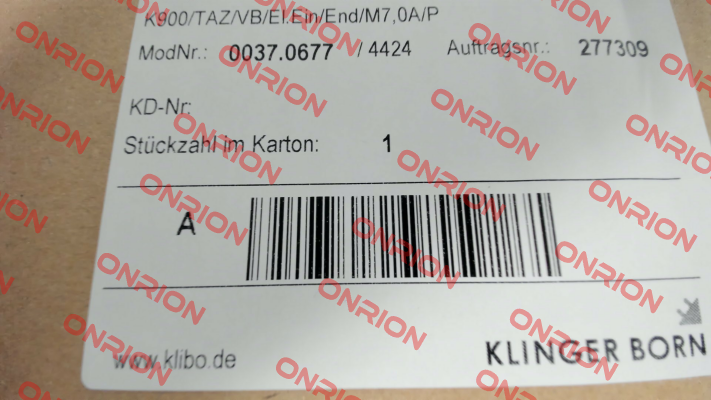 K900/TAZ/VB/El.Ein/End/M7,0A/P
ModNr.: 0037.0677 / 4424 Auftragsnr.: 277309
KD-Nr:
Stückzahl im Karton: 1
A
www.klibo.de
KLINGER BORN
ONRION